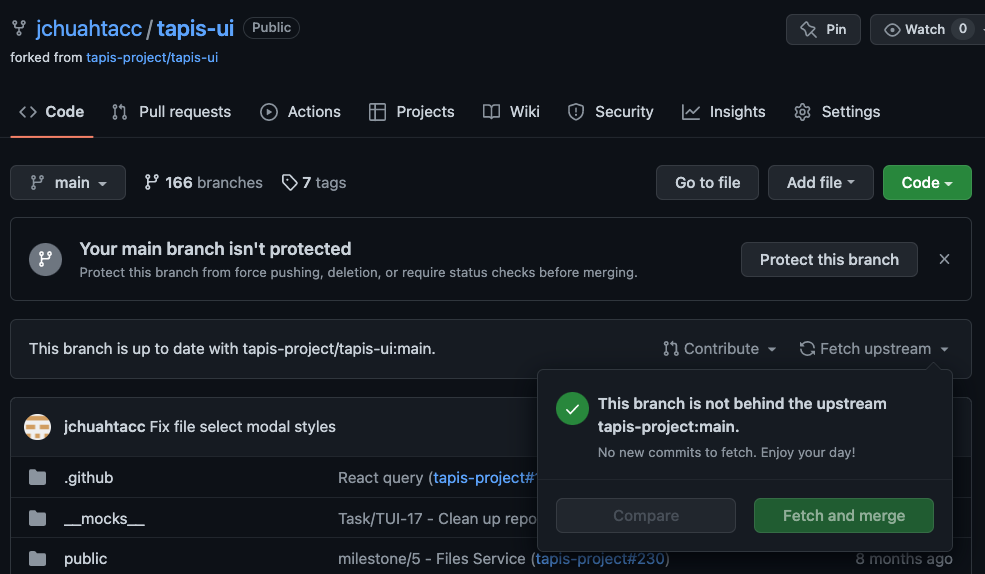 jchuahtacc / tapis-ui Public
Pin
Watch 0
forked from tapis-project/tapis-ui
Code Pull requests Actions Projects Wiki Security Insights Settings
main 166 branches 7 tags Go to file Add file Code
Your main branch isn't protected
Protect this branch from force pushing, deletion, or require status checks before merging.
Protect this branch
This branch is up to date with tapis-project/tapis-ui:main.
Contribute Fetch upstream
This branch is not behind the upstream
tapis-project:main.
No new commits to fetch. Enjoy your day!
Compare Fetch and merge
jchuahtacc Fix file select modal styles
.github React query (tapis-project#
__mocks__ Task/TUI-17 - Clean up repo
public milestone/5 - Files Service (tapis-project#230) 8 months ago